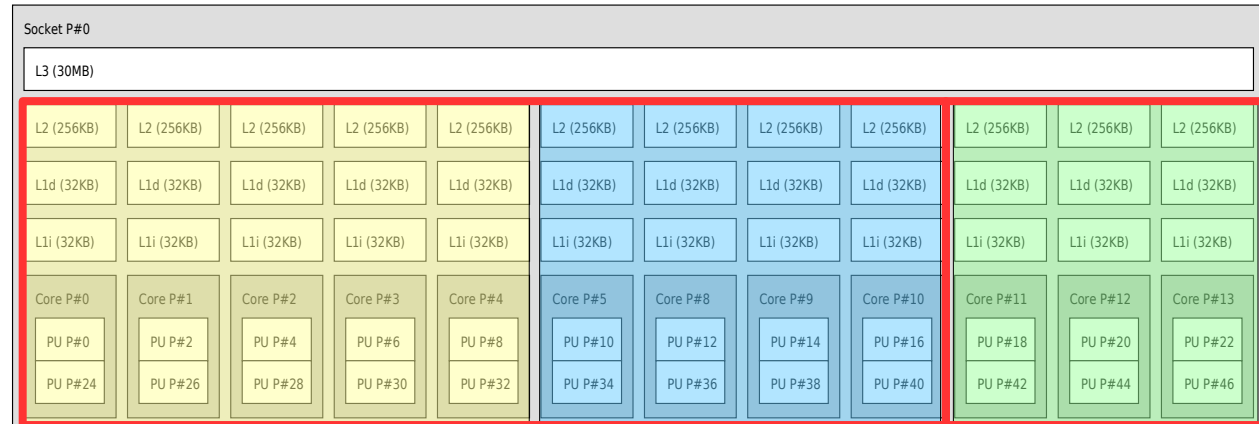 Socket P#0
L3 (30MB)
L2 (256KB) L2 (256KB) L2 (256KB) L2 (256KB) L2 (256KB) L2 (256KB) L2 (256KB) L2 (256KB) L2 (256KB) L2 (256KB) L2 (256KB) L2 (256KB)
L1d (32KB) L1d (32KB) L1d (32KB) L1d (32KB) L1d (32KB) L1d (32KB) L1d (32KB) L1d (32KB) L1d (32KB) L1d (32KB) L1d (32KB) L1d (32KB)
L1i (32KB) L1i (32KB) L1i (32KB) L1i (32KB) L1i (32KB) L1i (32KB) L1i (32KB) L1i (32KB) L1i (32KB) L1i (32KB) L1i (32KB) L1i (32KB)
Core P#0 Core P#1 Core P#2 Core P#3 Core P#4 Core P#5 Core P#8 Core P#9 Core P#10 Core P#11 Core P#12 Core P#13
PU P#0 PU P#2 PU P#4 PU P#6 PU P#8 PU P#10 PU P#12 PU P#14 PU P#16 PU P#18 PU P#20 PU P#22
PU P#24 PU P#26 PU P#28 PU P#30 PU P#32 PU P#34 PU P#36 PU P#38 PU P#40 PU P#42 PU P#44 PU P#46